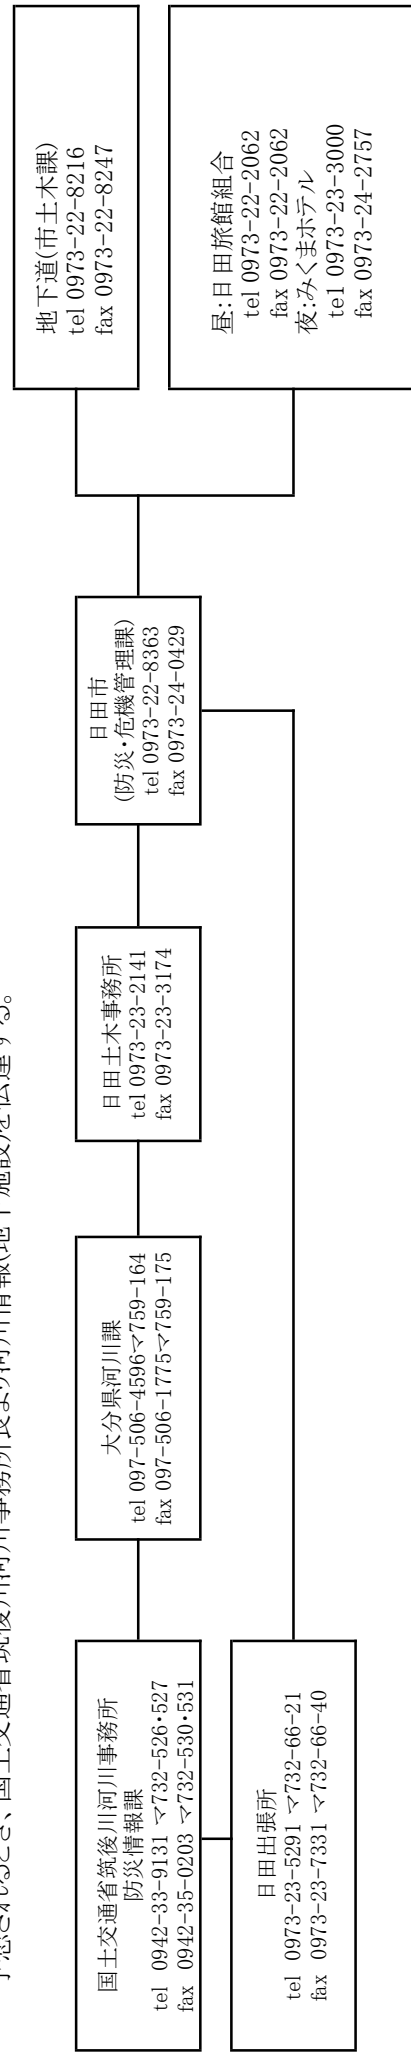 予想されるとき、国土交通省筑後川河川事務所長より河川情報(地下施設)を伝達する。
国土交通省筑後川河川事務所
防災情報課
tel 0942-33-9131 マ732-526・527
fax 0942-35-0203 マ732-530・531
日田出張所
tel 0973-23-5291 マ732-66-21
fax 0973-23-7331 マ732-66-40
大分県河川課
tel 097-506-4596マ759-164
fax 097-506-1775マ759-175
日田土木事務所
tel 0973-23-2141
fax 0973-23-3174
日田市
(防災・危機管理課)
tel 0973-22-8363
fax 0973-24-0429
地下道(市土木課)
tel 0973-22-8216
fax 0973-22-8247
昼:日田旅館組合
tel 0973-22-2062
fax 0973-22-2062
夜:みくまホテル
tel 0973-23-3000
fax 0973-24-2757